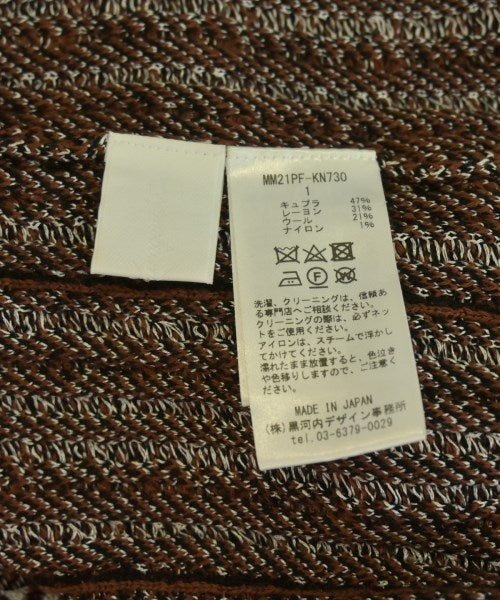 MM21PF-KN730
1
キュプラ 47%
レーヨン 31%
ウール 21%
ナイロン 1%
洗濯、クリーニングは、信頼あ
る専門店へご相談ください。
クリーニングの際は、必ずネッ
トをご使用ください。
アイロンは、スチームで浮かし
てかけてください。
濡れたまま放置すると、色泣き
や色移りしますので、ご注意く
ださい。
MADE IN JAPAN
(株)黒河内デザイン事務所
tel.03-6379-0029